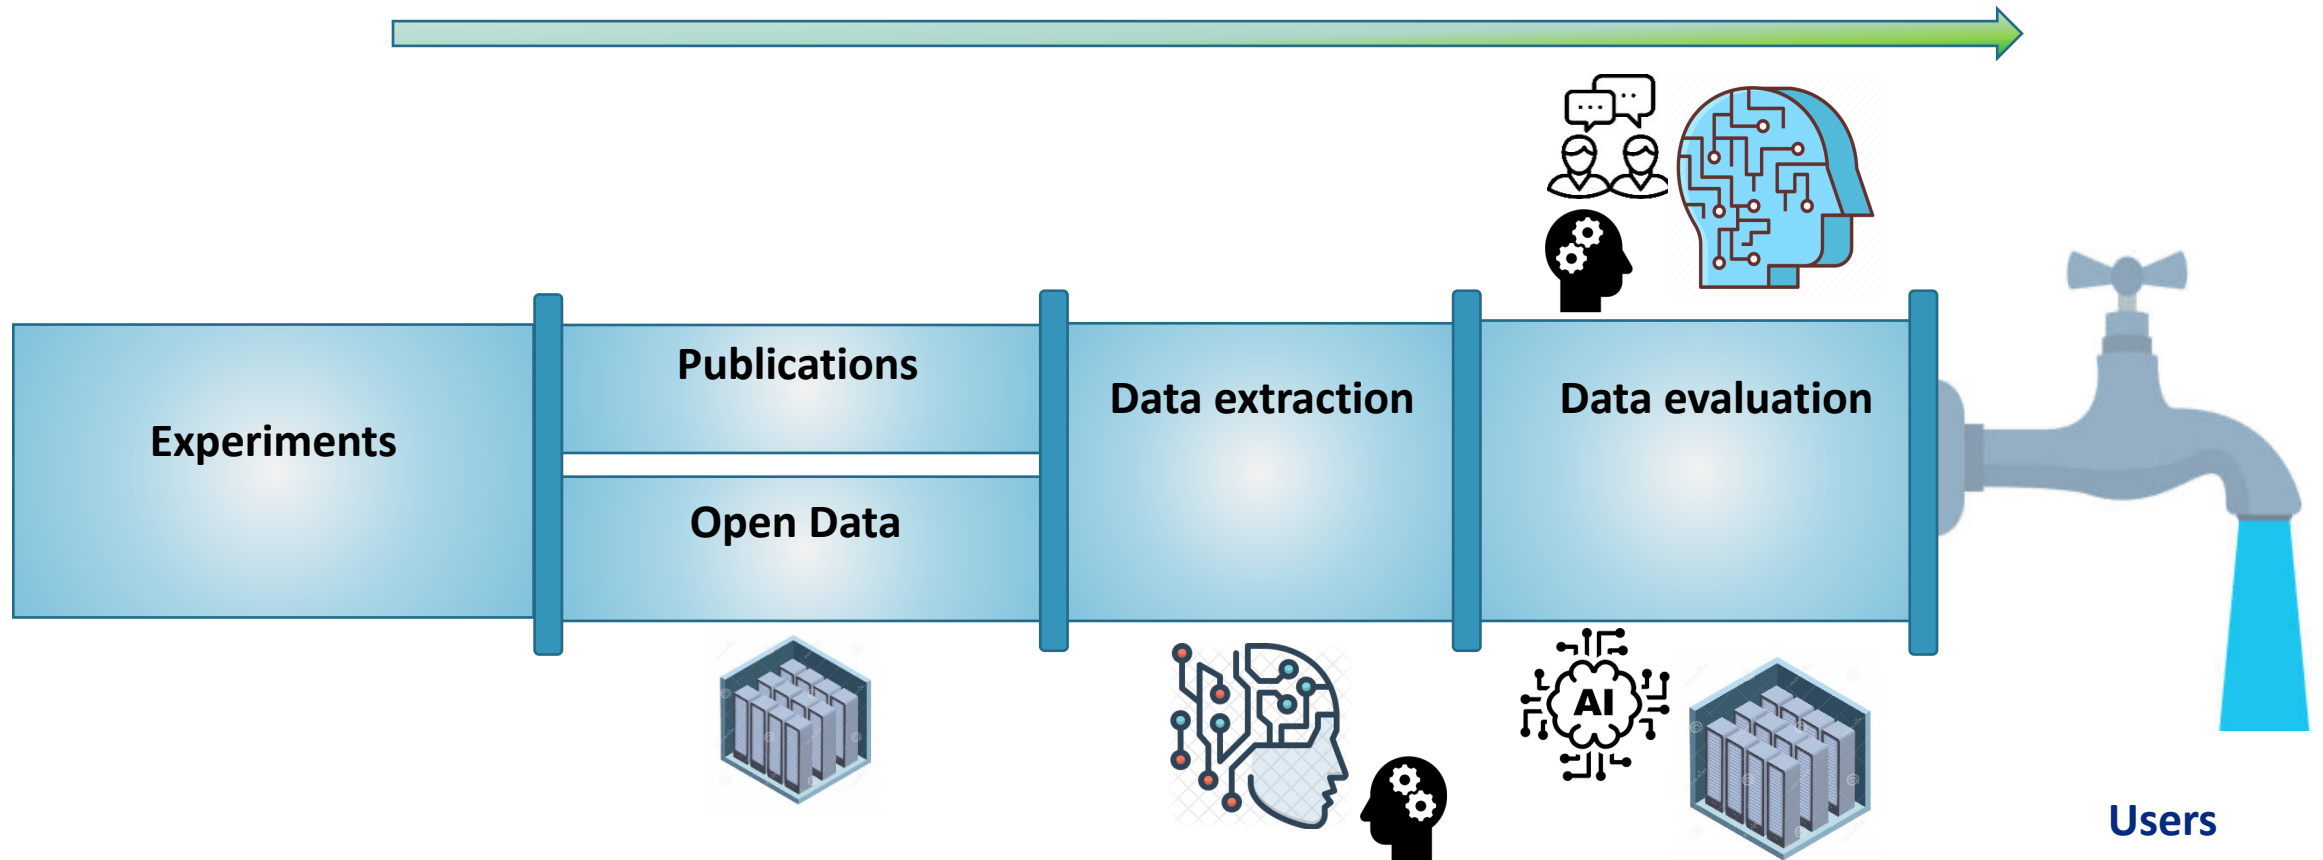 Experiments
Publications
Open Data
Data extraction
Data evaluation
AI
Users